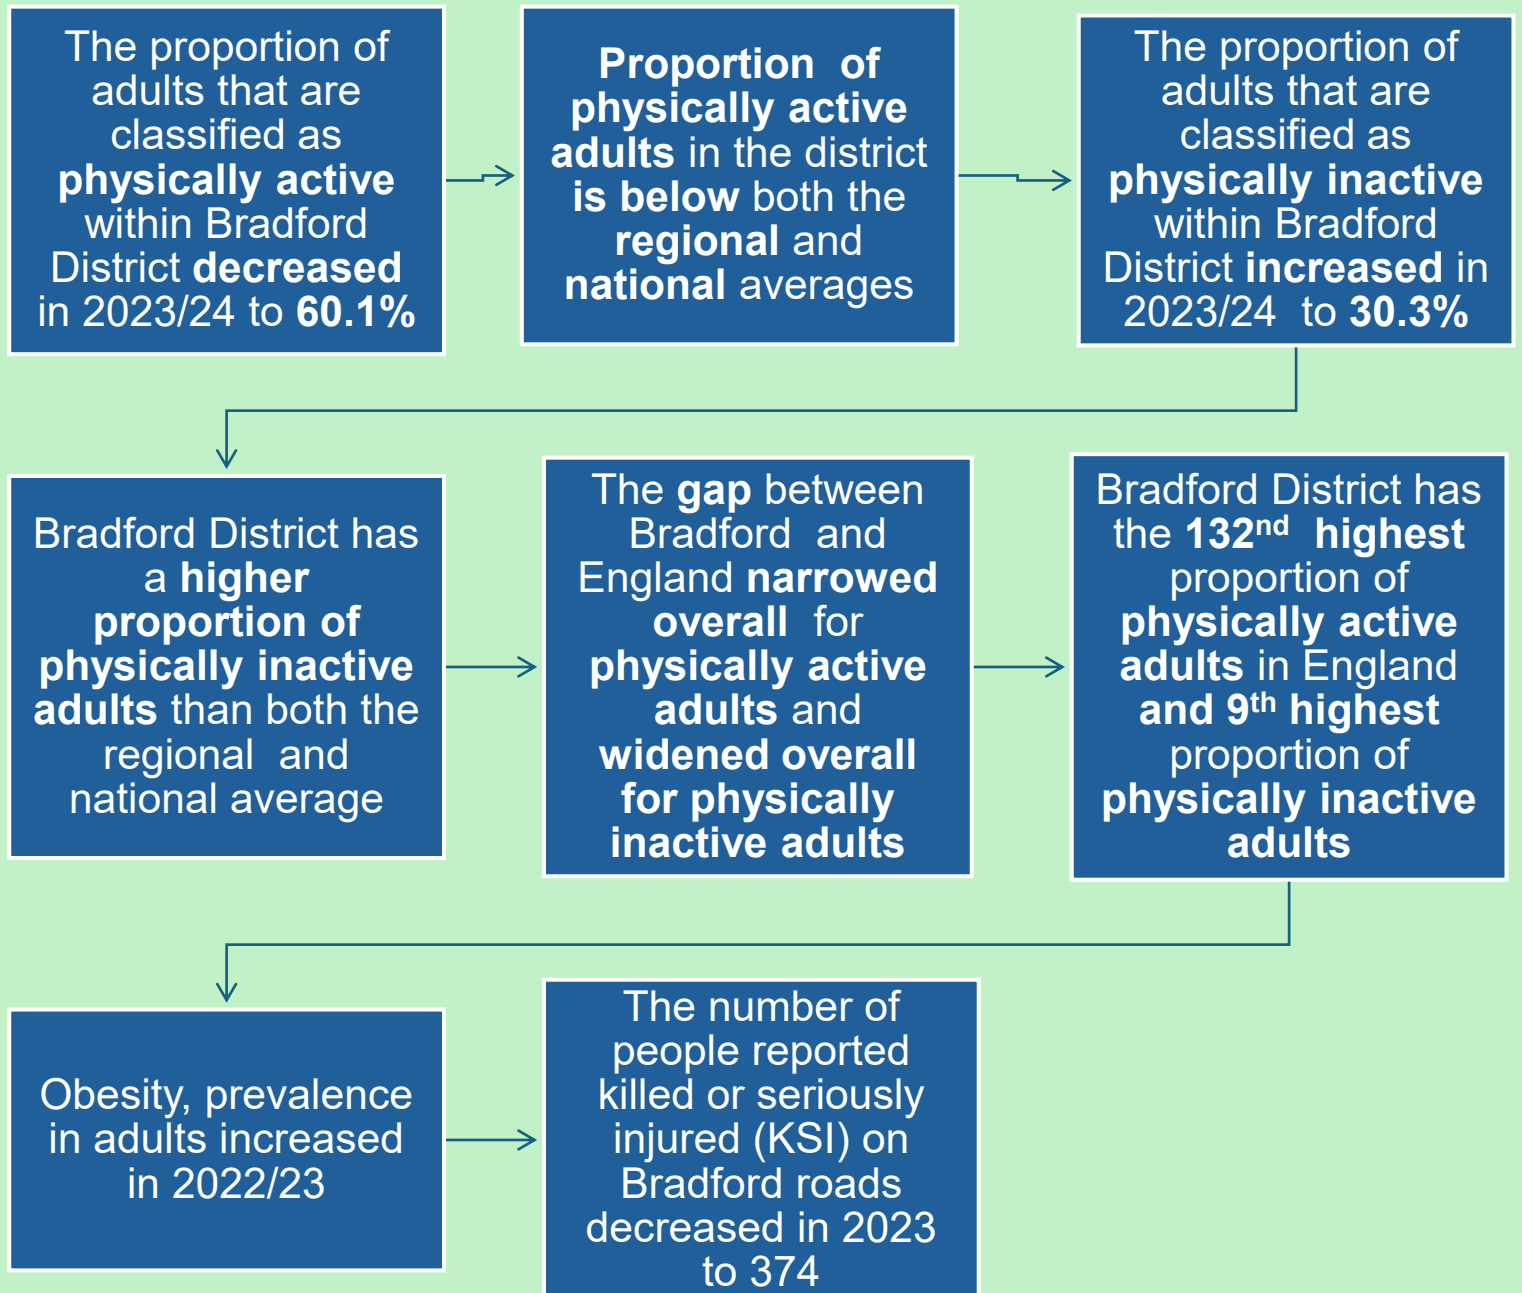 The proportion of
adults that are
classified as
physically active
within Bradford
District decreased
in 2023/24 to 60.1%
Proportion of
physically active
adults in the district
is below both the
regional and
national averages
The proportion of
adults that are
classified as
physically inactive
within Bradford
District increased in
2023/24 to 30.3%
Bradford District has
a higher
proportion of
physically inactive
adults than both the
regional and
national average
The gap between
Bradford and
England narrowed
overall for
physically active
adults and
widened overall
for physically
inactive adults
Bradford District has
the 132nd highest
proportion of
physically active
adults in England
and 9th highest
proportion of
physically inactive
adults
Obesity, prevalence
in adults increased
in 2022/23
The number of
people reported
killed or seriously
injured (KSI) on
Bradford roads
decreased in 2023
to 374